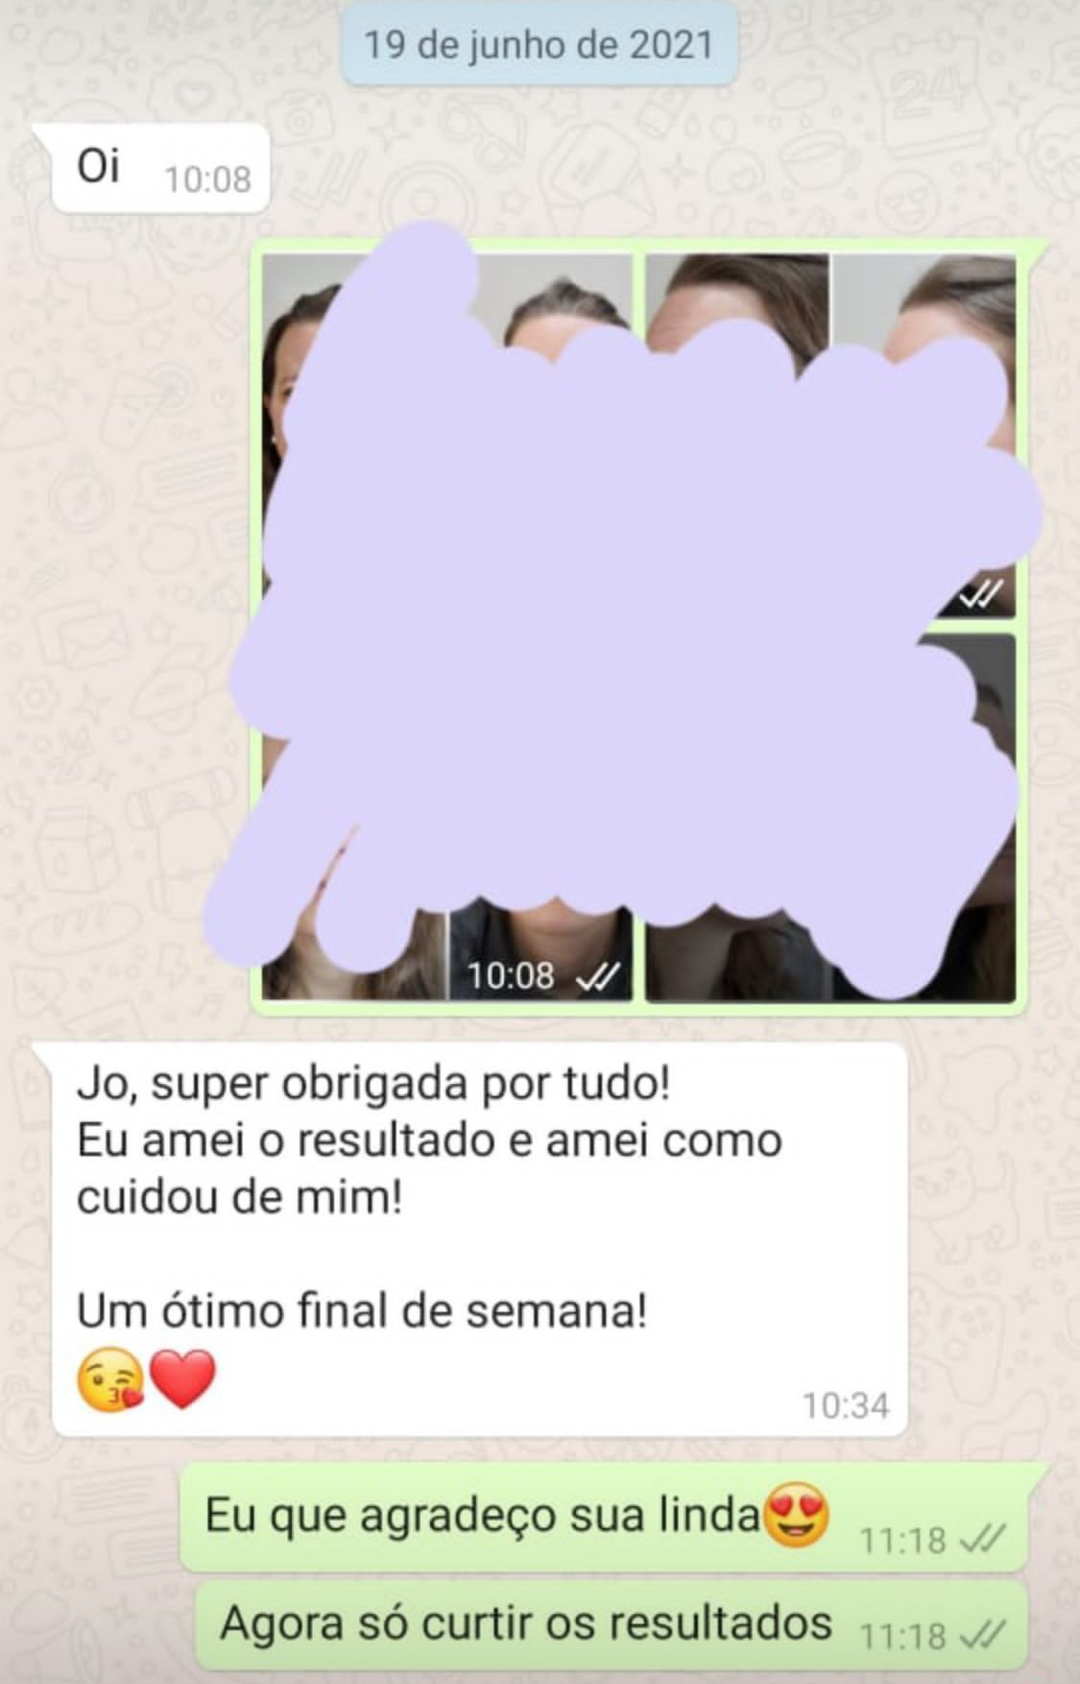 19 de junho de 2021
Oi 10:08
10:08
Jo, super obrigada por tudo!
Eu amei o resultado e amei como
cuidou de mim!
Um ótimo final de semana!
😘❤️
10:34
Eu que agradeço sua linda😍 11:18
Agora só curtir os resultados 11:18